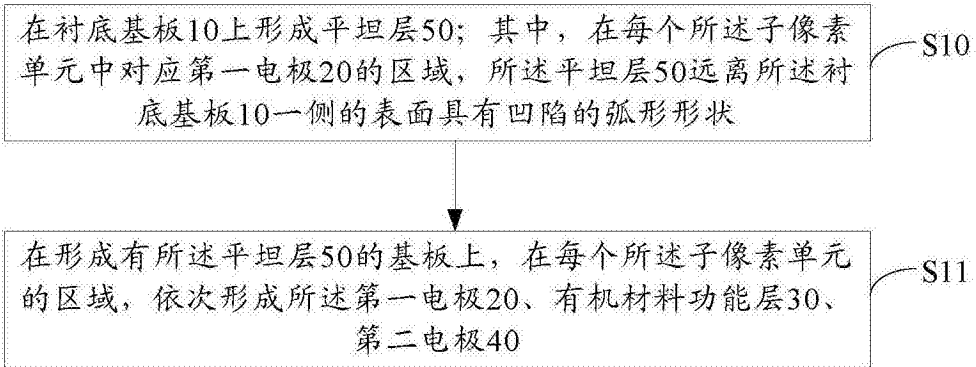 在衬底基板10上形成平坦层50；其中，在每个所述子像素
单元中对应第一电极20的区域，所述平坦层50远离所述衬
底基板10一侧的表面具有凹陷的弧形形状
S10
在形成有所述平坦层50的基板上，在每个所述子像素单元
的区域，依次形成所述第一电极20、有机材料功能层30、
第二电极40
S11